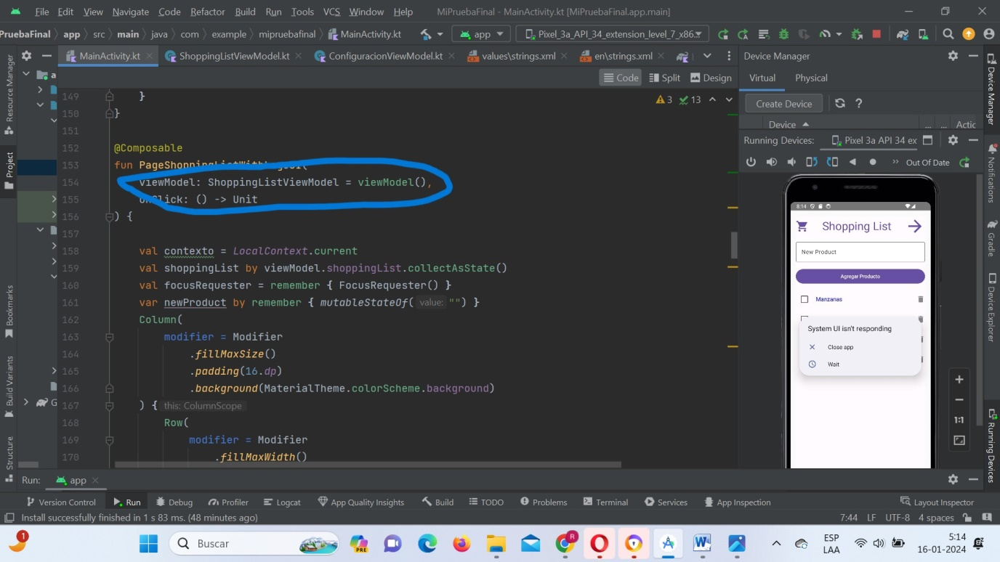 File Edit View Navigate Code Refactor Build Run Tools VCS Window Help MiPruebaFinal - MainActivity.kt [MiPruebaFinal.app.main]
PruebaFinal app src main java com example mipruebafinal MainActivity.kt app Pixel_3a_API_34_extension_level_7_x86...
MainActivity.kt ShoppingListViewModel.kt ConfiguracionViewModel.kt values\strings.xml en\strings.xml Device Manager
Code Split Design Virtual Physical
149 } 3 13
Create Device ?
150 }
151 Device ... ... Actic
Running Devices: Pixel 3a API 34 ex
152 @Composable
153 fun
Out Of Date
154 viewModel: ShoppingListViewModel = viewModel(),
155 onClick: () -> Unit
156 ) {
157
158 val contexto = LocalContext.current
159 val shoppingList by viewModel.shoppingList.collectAsState()
160 val focusRequester = remember { FocusRequester() }
161 var newProduct by remember { mutableStateOf( value: "") }
162 Column(
163 modifier = Modifier
164 .fillMaxSize()
165 .padding(16.dp)
166 .background(MaterialTheme.colorScheme.background)
167 ) { this: ColumnScope
168 Row(
169 modifier = Modifier
170 .fillMaxWidth()
8:14
Shopping List
New Product
Agregar Producto
Manzanas
System UI isn't responding
Close app
Wait
1:1
Resource Manager
Project
Bookmarks
Build Variants
Structure
a
G
Device Manager
Notifications
Gradle
Device Explorer
Running Devices
Run: app
Version Control Run Debug Profiler Logcat App Quality Insights Build TODO Problems Terminal Services App Inspection Layout Inspector
Install successfully finished in 1 s 83 ms. (48 minutes ago) 7:44 LF UTF-8 4 spaces
1 Buscar PRE R ESP LAA 5:14 16-01-2024